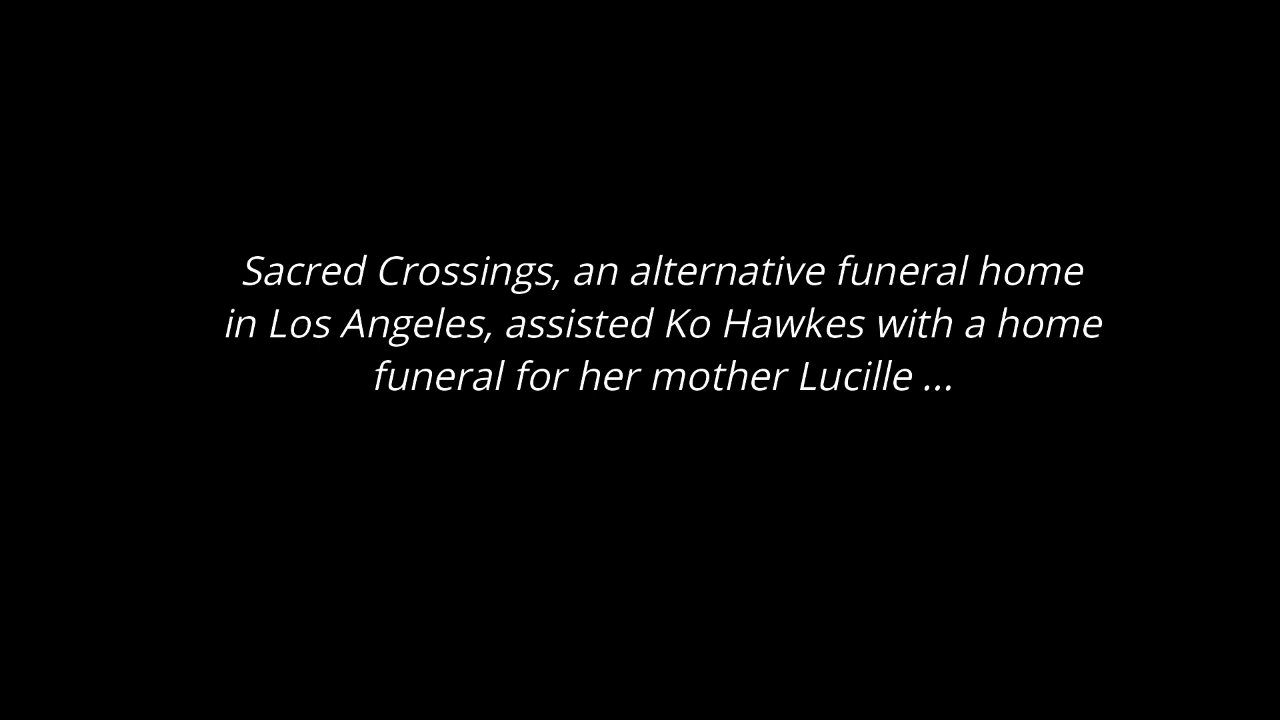 Sacred Crossings, an alternative funeral home
in Los Angeles, assisted Ko Hawkes with a home
funeral for her mother Lucille ...